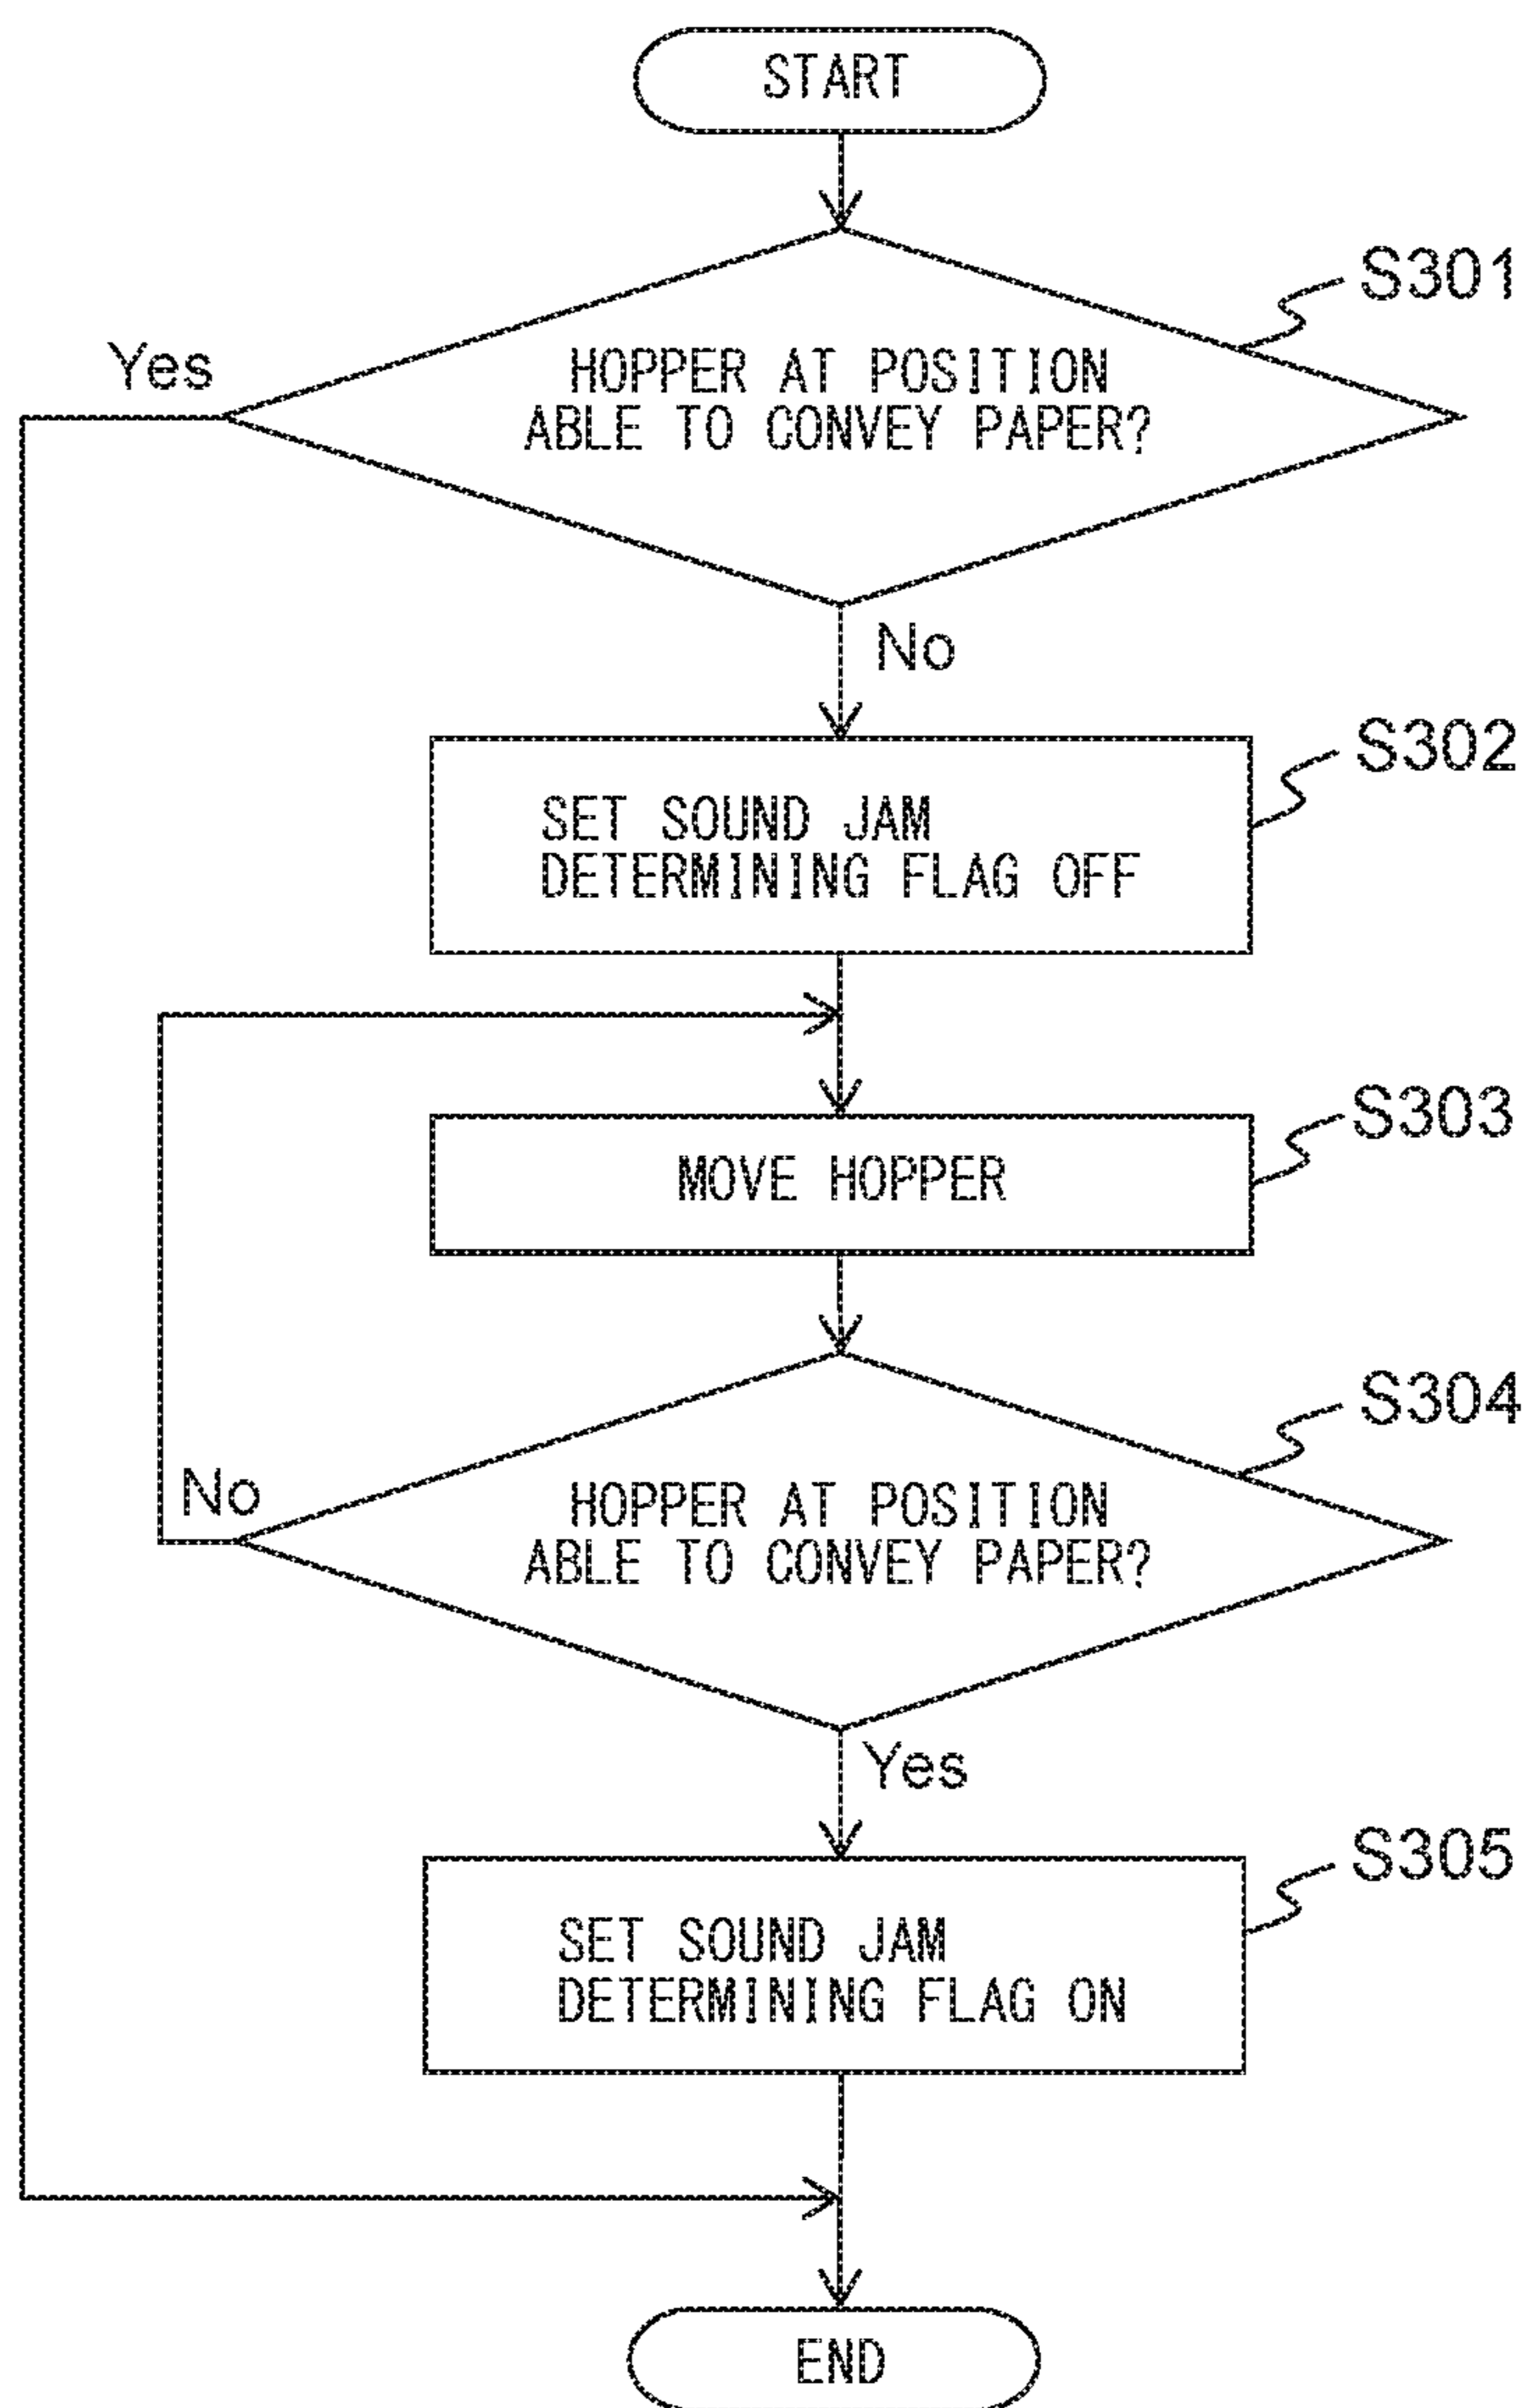 START
S301
Yes
HOPPER AT POSITION
ABLE TO CONVEY PAPER?
No
S302
SET SOUND JAM
DETERMINING FLAG OFF
S303
MOVE HOPPER
S304
No
HOPPER AT POSITION
ABLE TO CONVEY PAPER?
Yes
S305
SET SOUND JAM
DETERMINING FLAG ON
END